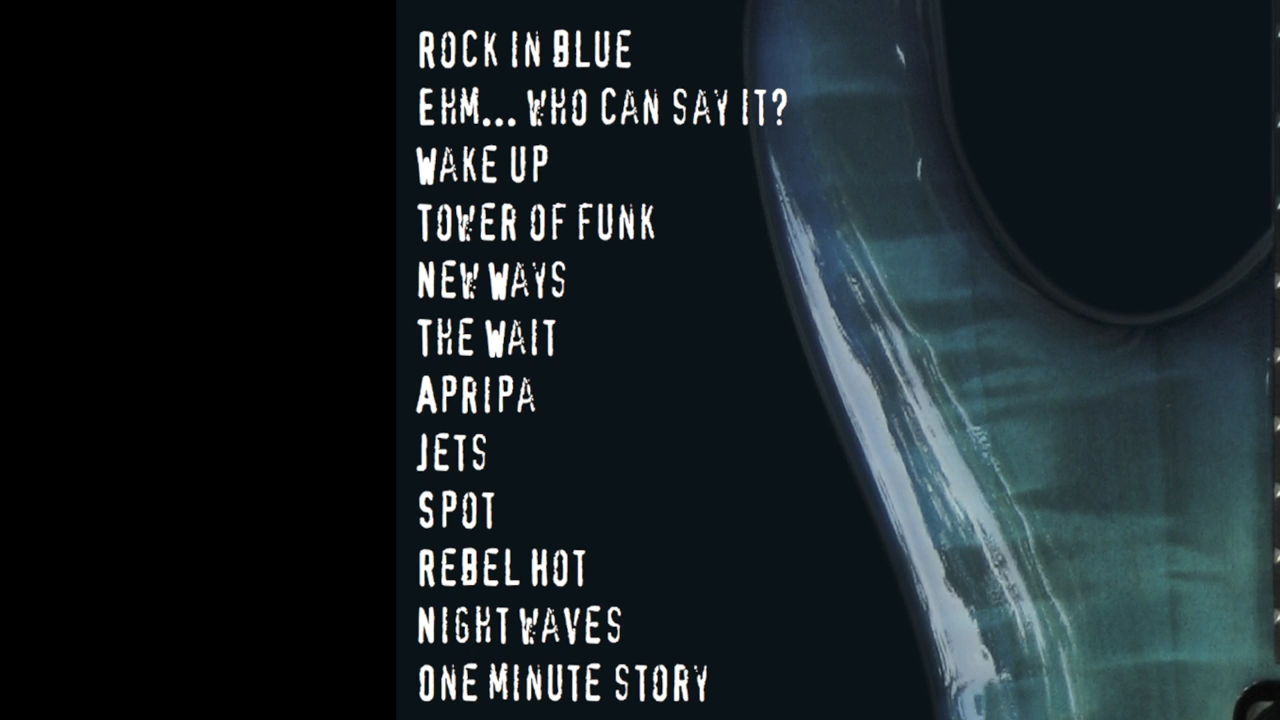 ROCK IN BLUE
EHM... WHO CAN SAY IT?
WAKE UP
TOWER OF FUNK
NEW WAYS
THE WAIT
APRIPA
JETS
SPOT
REBEL HOT
NIGHT WAVES
ONE MINUTE STORY